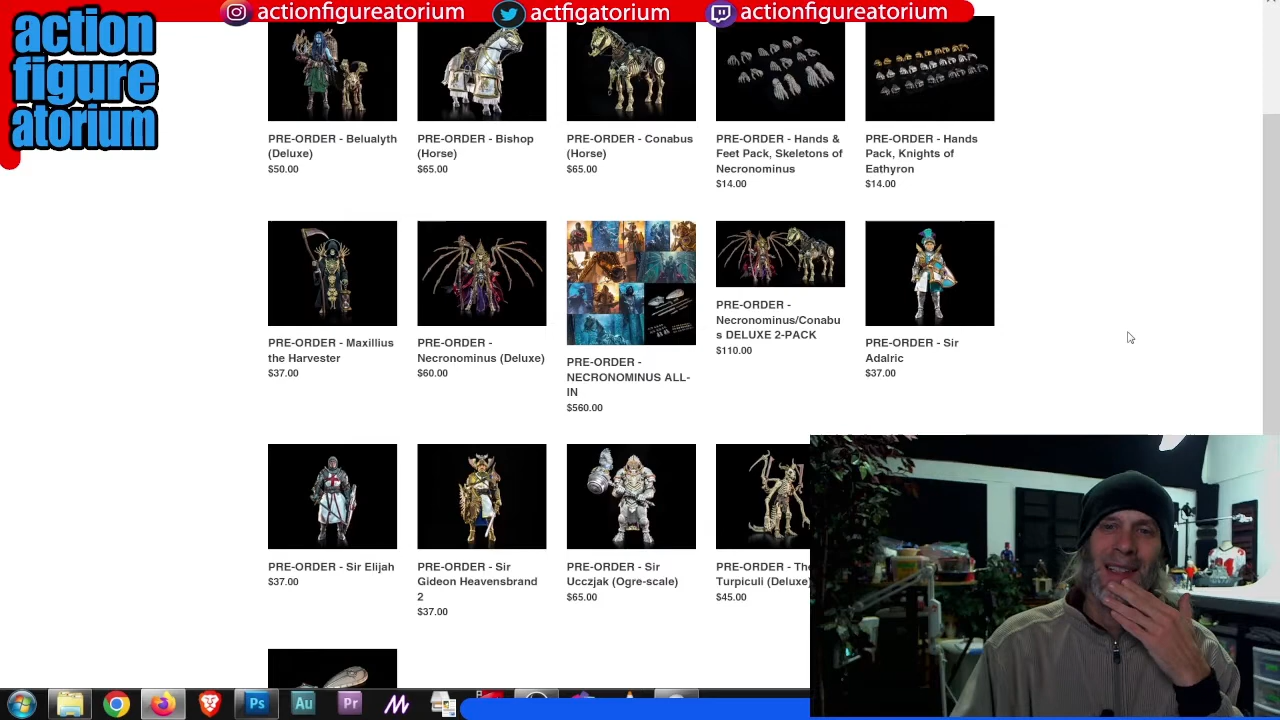 actionfigureatorium
actfigatorium
actionfigureatorium
action
figure
atorium
PRE-ORDER - Belualyth
(Deluxe)
$50.00
PRE-ORDER - Bishop
(Horse)
$65.00
PRE-ORDER - Conabus
(Horse)
$65.00
PRE-ORDER - Hands &
Feet Pack, Skeletons of
Necronominus
$14.00
PRE-ORDER - Hands
Pack, Knights of
Eathyron
$14.00
PRE-ORDER - Maxillius
the Harvester
$37.00
PRE-ORDER -
Necronominus (Deluxe)
$60.00
PRE-ORDER -
NECRONOMINUS ALL-
IN
$560.00
PRE-ORDER -
Necronominus/Conabu
s DELUXE 2-PACK
$110.00
PRE-ORDER - Sir
Adalric
$37.00
PRE-ORDER - Sir Elijah
$37.00
PRE-ORDER - Sir
Gideon Heavensbrand
2
$37.00
PRE-ORDER - Sir
Ucczjak (Ogre-scale)
$65.00
PRE-ORDER - The
Turpiculi (Deluxe)
$45.00
Ps
Au
Pr